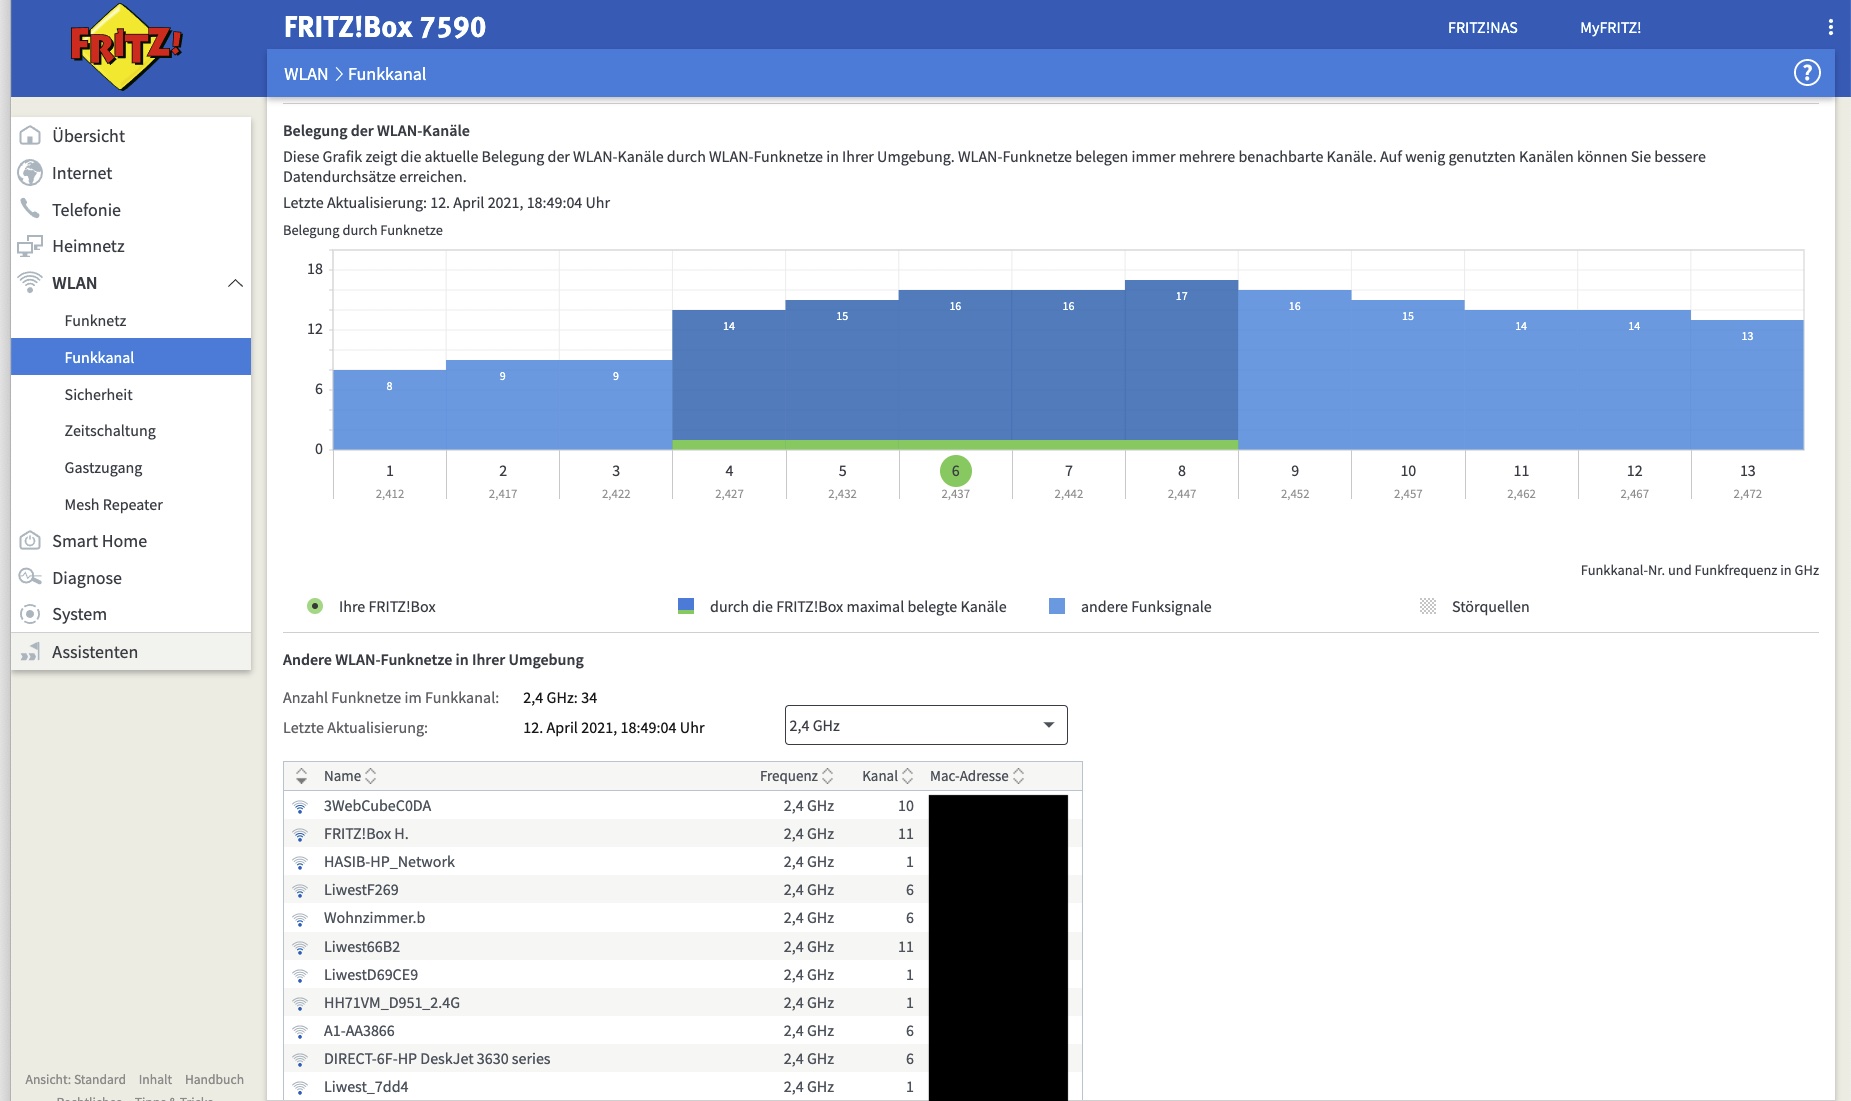 FRITZ!
FRITZ!Box 7590
FRITZ!NAS
MyFRITZ!
WLAN > Funkkanal
?
Übersicht
Internet
Telefonie
Heimnetz
WLAN
Funknetz
Funkkanal
Sicherheit
Zeitschaltung
Gastzugang
Mesh Repeater
Smart Home
Diagnose
System
Assistenten
Ansicht: Standard Inhalt Handbuch
Rechtliches Tipps & Tricks
Belegung der WLAN-Kanäle
Diese Grafik zeigt die aktuelle Belegung der WLAN-Kanäle durch WLAN-Funknetze in Ihrer Umgebung. WLAN-Funknetze belegen immer mehrere benachbarte Kanäle. Auf wenig genutzten Kanälen können Sie bessere
Datendurchsätze erreichen.
Letzte Aktualisierung: 12. April 2021, 18:49:04 Uhr
Belegung durch Funknetze
18
12
6
0
8 9 9 14 15 16 16 17 16 15 14 14 13
1 2 3 4 5 6 7 8 9 10 11 12 13
2,412 2,417 2,422 2,427 2,432 2,437 2,442 2,447 2,452 2,457 2,462 2,467 2,472
Funkkanal-Nr. und Funkfrequenz in GHz
Ihre FRITZ!Box
durch die FRITZ!Box maximal belegte Kanäle
andere Funksignale
Störquellen
Andere WLAN-Funknetze in Ihrer Umgebung
Anzahl Funknetze im Funkkanal: 2,4 GHz: 34
Letzte Aktualisierung: 12. April 2021, 18:49:04 Uhr
2,4 GHz
Name Frequenz Kanal Mac-Adresse
3WebCubeC0DA 2,4 GHz 10
FRITZ!Box H. 2,4 GHz 11
HASIB-HP_Network 2,4 GHz 1
LiwestF269 2,4 GHz 6
Wohnzimmer.b 2,4 GHz 6
Liwest66B2 2,4 GHz 11
LiwestD69CE9 2,4 GHz 1
HH71VM_D951_2.4G 2,4 GHz 1
A1-AA3866 2,4 GHz 6
DIRECT-6F-HP DeskJet 3630 series 2,4 GHz 6
Liwest_7dd4 2,4 GHz 1